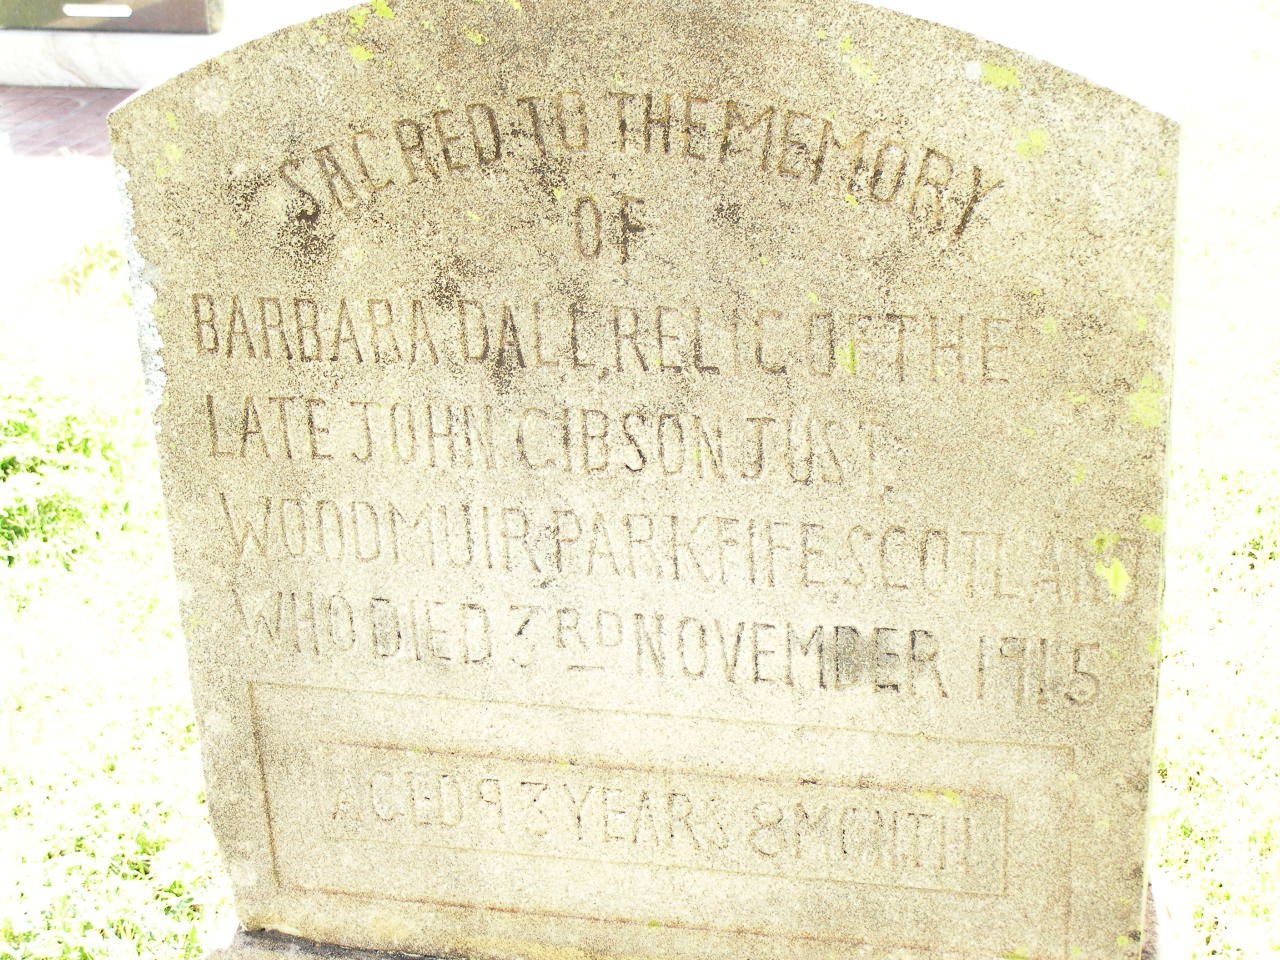 SACRED TO THE MEMORY
OF
BARBARA DALL, RELIC OF THE
LATE JOHN GIBSON JUST.
WOODMUIR PARK FIFE, SCOTLAND
WHO DIED 3RD NOVEMBER 1915
AGED 93 YEARS 8 MONTH